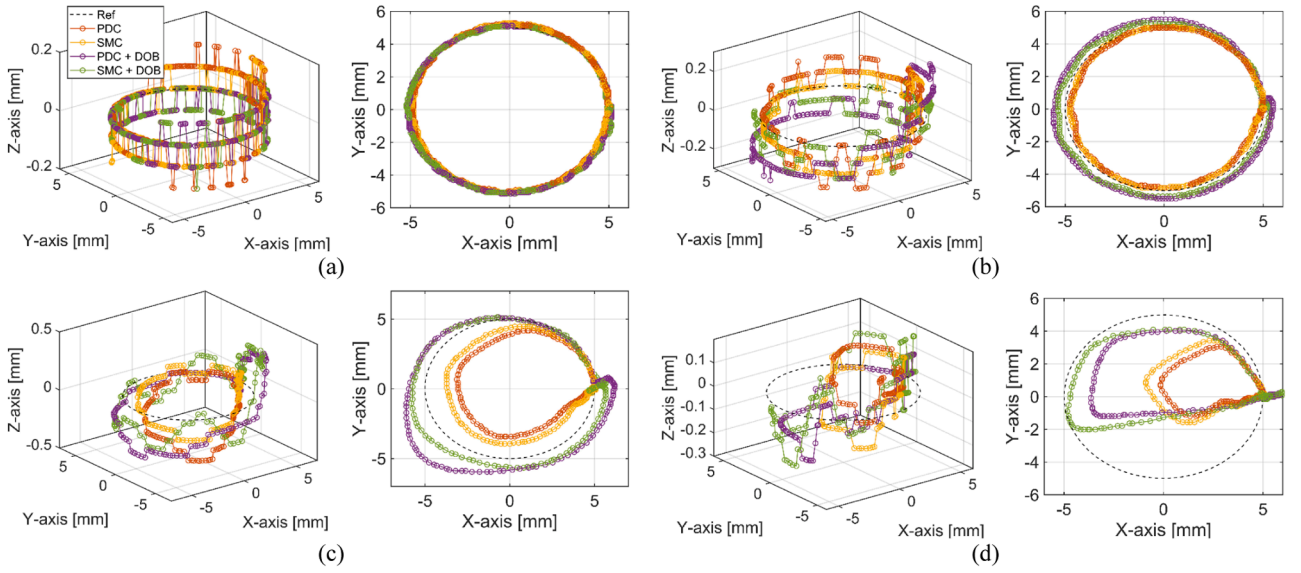 Ref
PDC
SMC
PDC + DOB
SMC + DOB
Z-axis [mm]
0.2
0
-0.2
5
0
-5
Y-axis [mm]
-5
0
5
X-axis [mm]
Y-axis [mm]
6
4
2
0
-2
-4
-6
-5
0
5
X-axis [mm]
(a)
Z-axis [mm]
0.2
0
-0.2
5
0
-5
Y-axis [mm]
-5
0
5
X-axis [mm]
Y-axis [mm]
6
4
2
0
-2
-4
-6
-5
0
5
X-axis [mm]
(b)
Z-axis [mm]
0.5
0
-0.5
5
0
-5
Y-axis [mm]
-5
0
5
X-axis [mm]
Y-axis [mm]
5
0
-5
-5
0
5
X-axis [mm]
(c)
Z-axis [mm]
0.1
0
-0.1
-0.2
-0.3
5
0
-5
Y-axis [mm]
-5
0
5
X-axis [mm]
Y-axis [mm]
6
4
2
0
-2
-4
-6
-5
0
5
X-axis [mm]
(d)